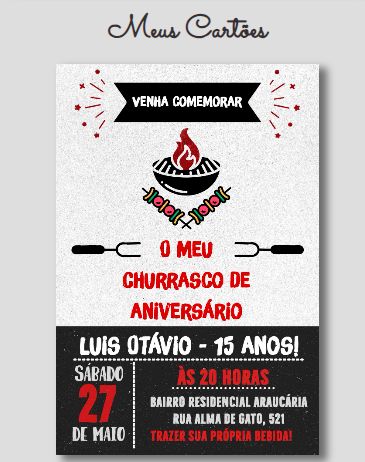 Meus Cartões
VENHA COMEMORAR
O MEU
CHURRASCO DE
ANIVERSÁRIO
LUIS OTÁVIO - 15 ANOS!
SÁBADO
27
DE MAIO
ÀS 20 HORAS
BAIRRO RESIDENCIAL ARAUCÁRIA
RUA ALMA DE GATO, 521
TRAZER SUA PRÓPRIA BEBIDA!